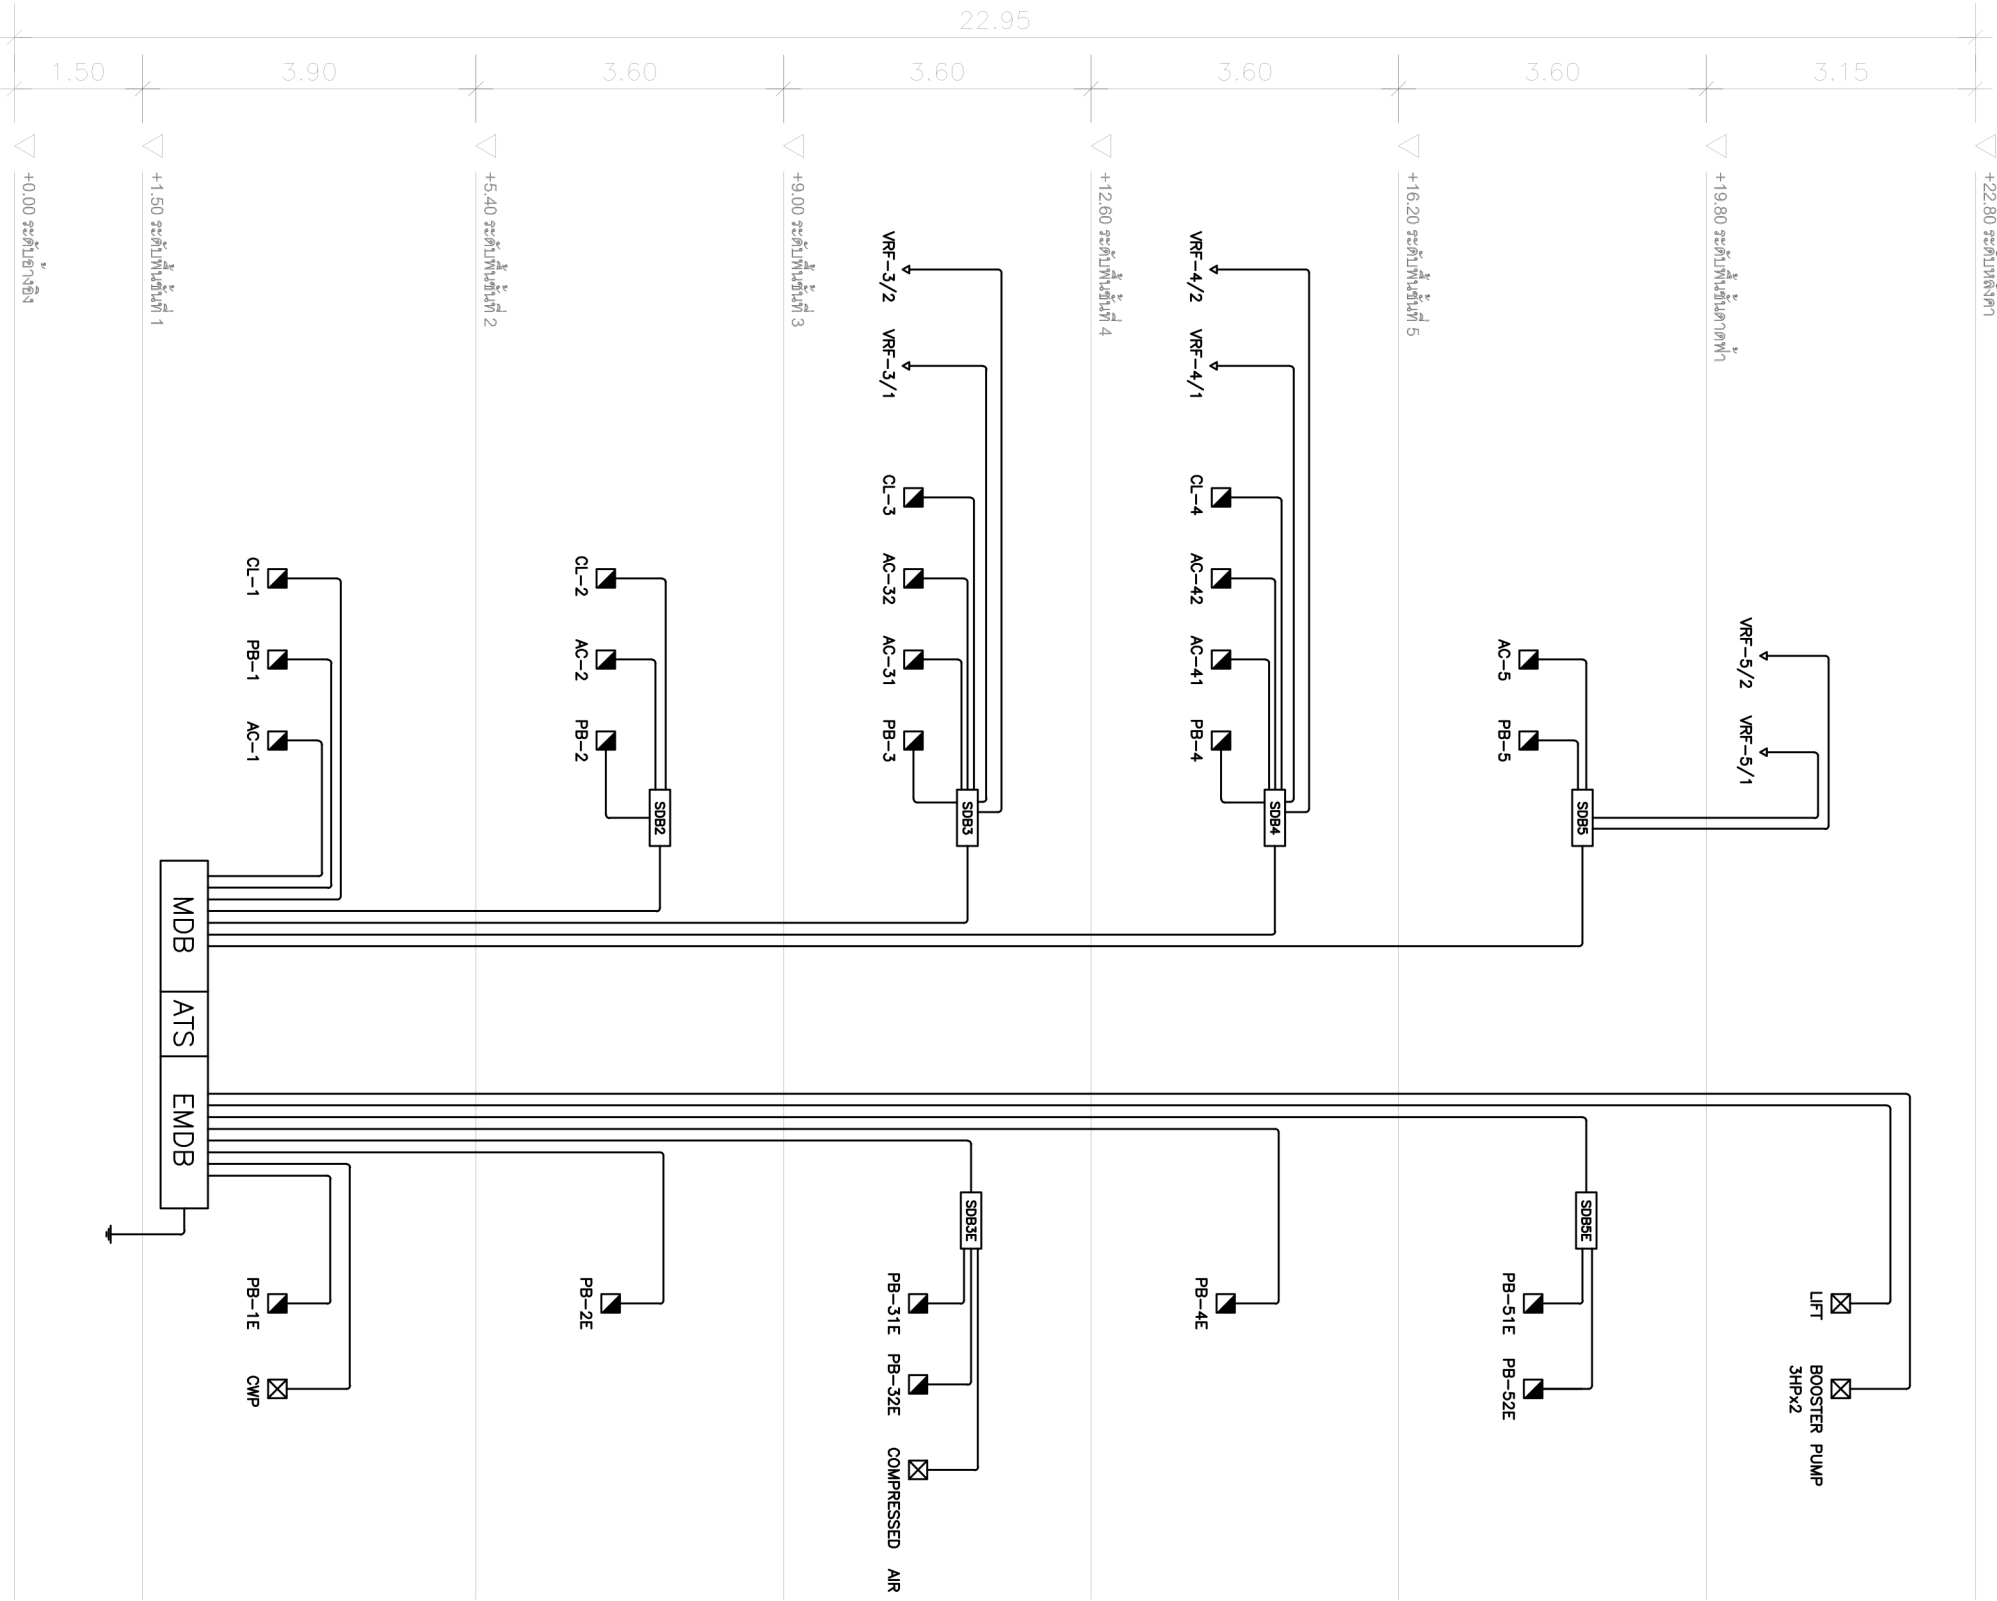 22.95
1.50
3.90
3.60
3.60
3.60
3.60
3.15
+22.80 ระดับหลังคา
+19.80 ระดับพื้นชั้นดาดฟ้า
+16.20 ระดับพื้นชั้นที่ 5
+12.60 ระดับพื้นชั้นที่ 4
+9.00 ระดับพื้นชั้นที่ 3
+5.40 ระดับพื้นชั้นที่ 2
+1.50 ระดับพื้นชั้นที่ 1
+0.00 ระดับอ้างอิง
VRF-5/2
VRF-5/1
LIFT
BOOSTER PUMP
3HPx2
AC-5
PB-5
SDB5
SDB5E
PB-51E
PB-52E
VRF-4/2
VRF-4/1
CL-4
AC-42
AC-41
PB-4
SDB4
PB-4E
VRF-3/2
VRF-3/1
CL-3
AC-32
AC-31
PB-3
SDB3
SDB3E
PB-31E
PB-32E
COMPRESSED AIR
CL-2
AC-2
PB-2
SDB2
PB-2E
CL-1
PB-1
AC-1
PB-1E
CWP
MDB
ATS
EMDB